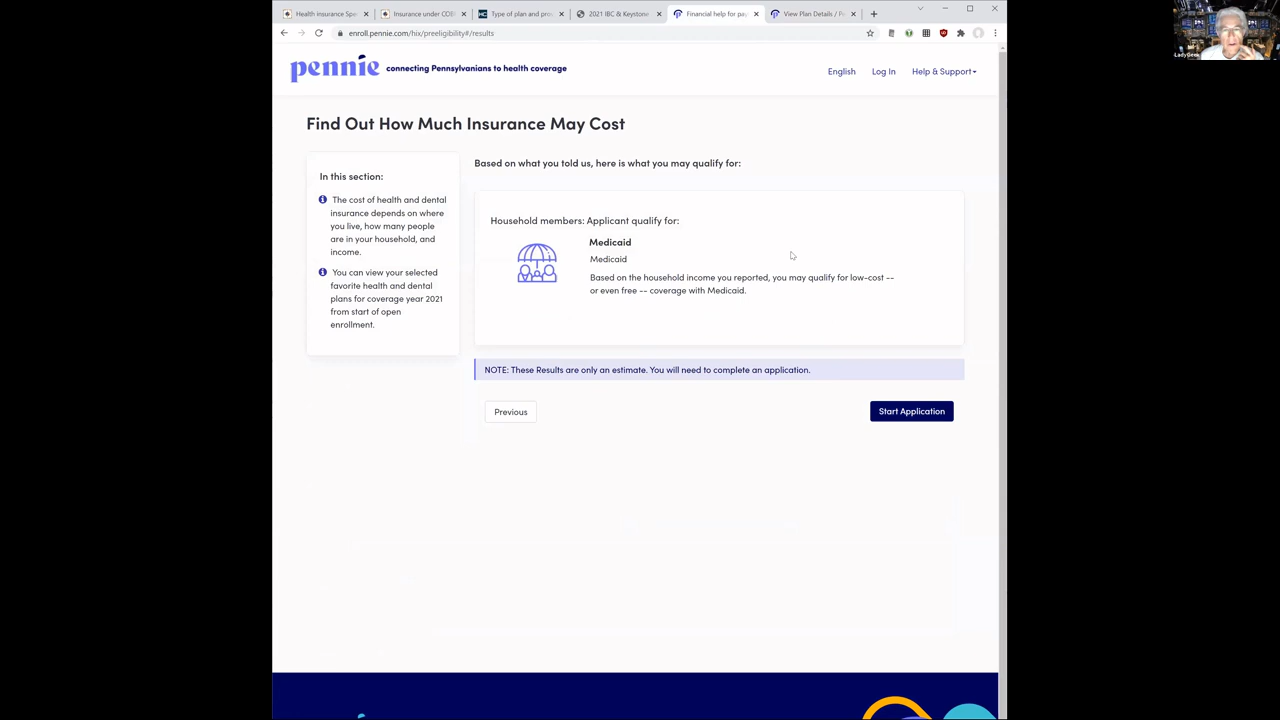 Health insurance Spe
Insurance under COB
Type of plan and pro
2021 IBC & Keystone
Financial help for pay
View Plan Details / P
enroll.pennie.com/hix/preeligibility#/results
pennie connecting Pennsylvanians to health coverage
English Log In Help & Support
Find Out How Much Insurance May Cost
In this section:
The cost of health and dental
insurance depends on where
you live, how many people
are in your household, and
income.
You can view your selected
favorite health and dental
plans for coverage year 2021
from start of open
enrollment.
Based on what you told us, here is what you may qualify for:
Household members: Applicant qualify for:
Medicaid
Medicaid
Based on the household income you reported, you may qualify for low-cost --
or even free -- coverage with Medicaid.
NOTE: These Results are only an estimate. You will need to complete an application.
Previous
Start Application
LadyGeek